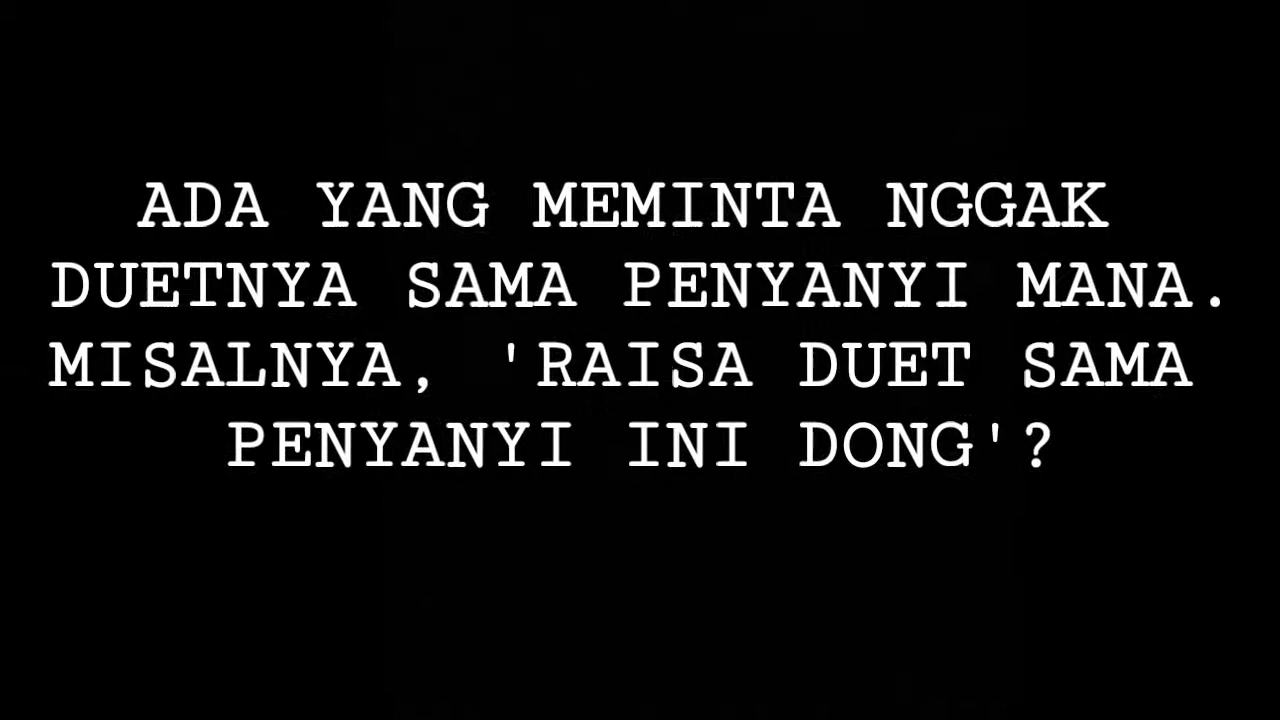 ADA YANG MEMINTA NGGAK
DUETNYA SAMA PENYANYI MANA.
MISALNYA, 'RAISA DUET SAMA
PENYANYI INI DONG'?